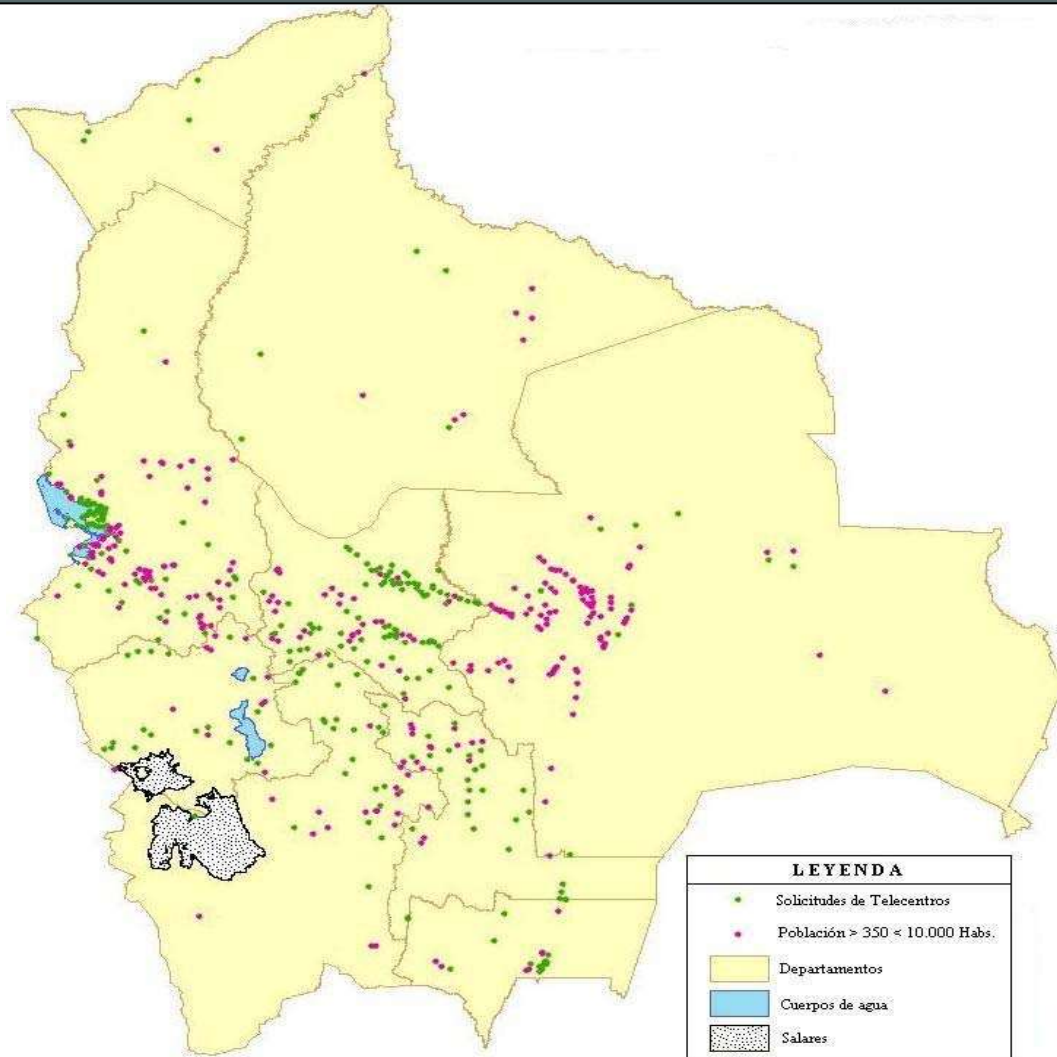 LEYENDA
Solicitudes de Telecentros
Población > 350 < 10.000 Habs.
Departamentos
Cuerpos de agua
Salares